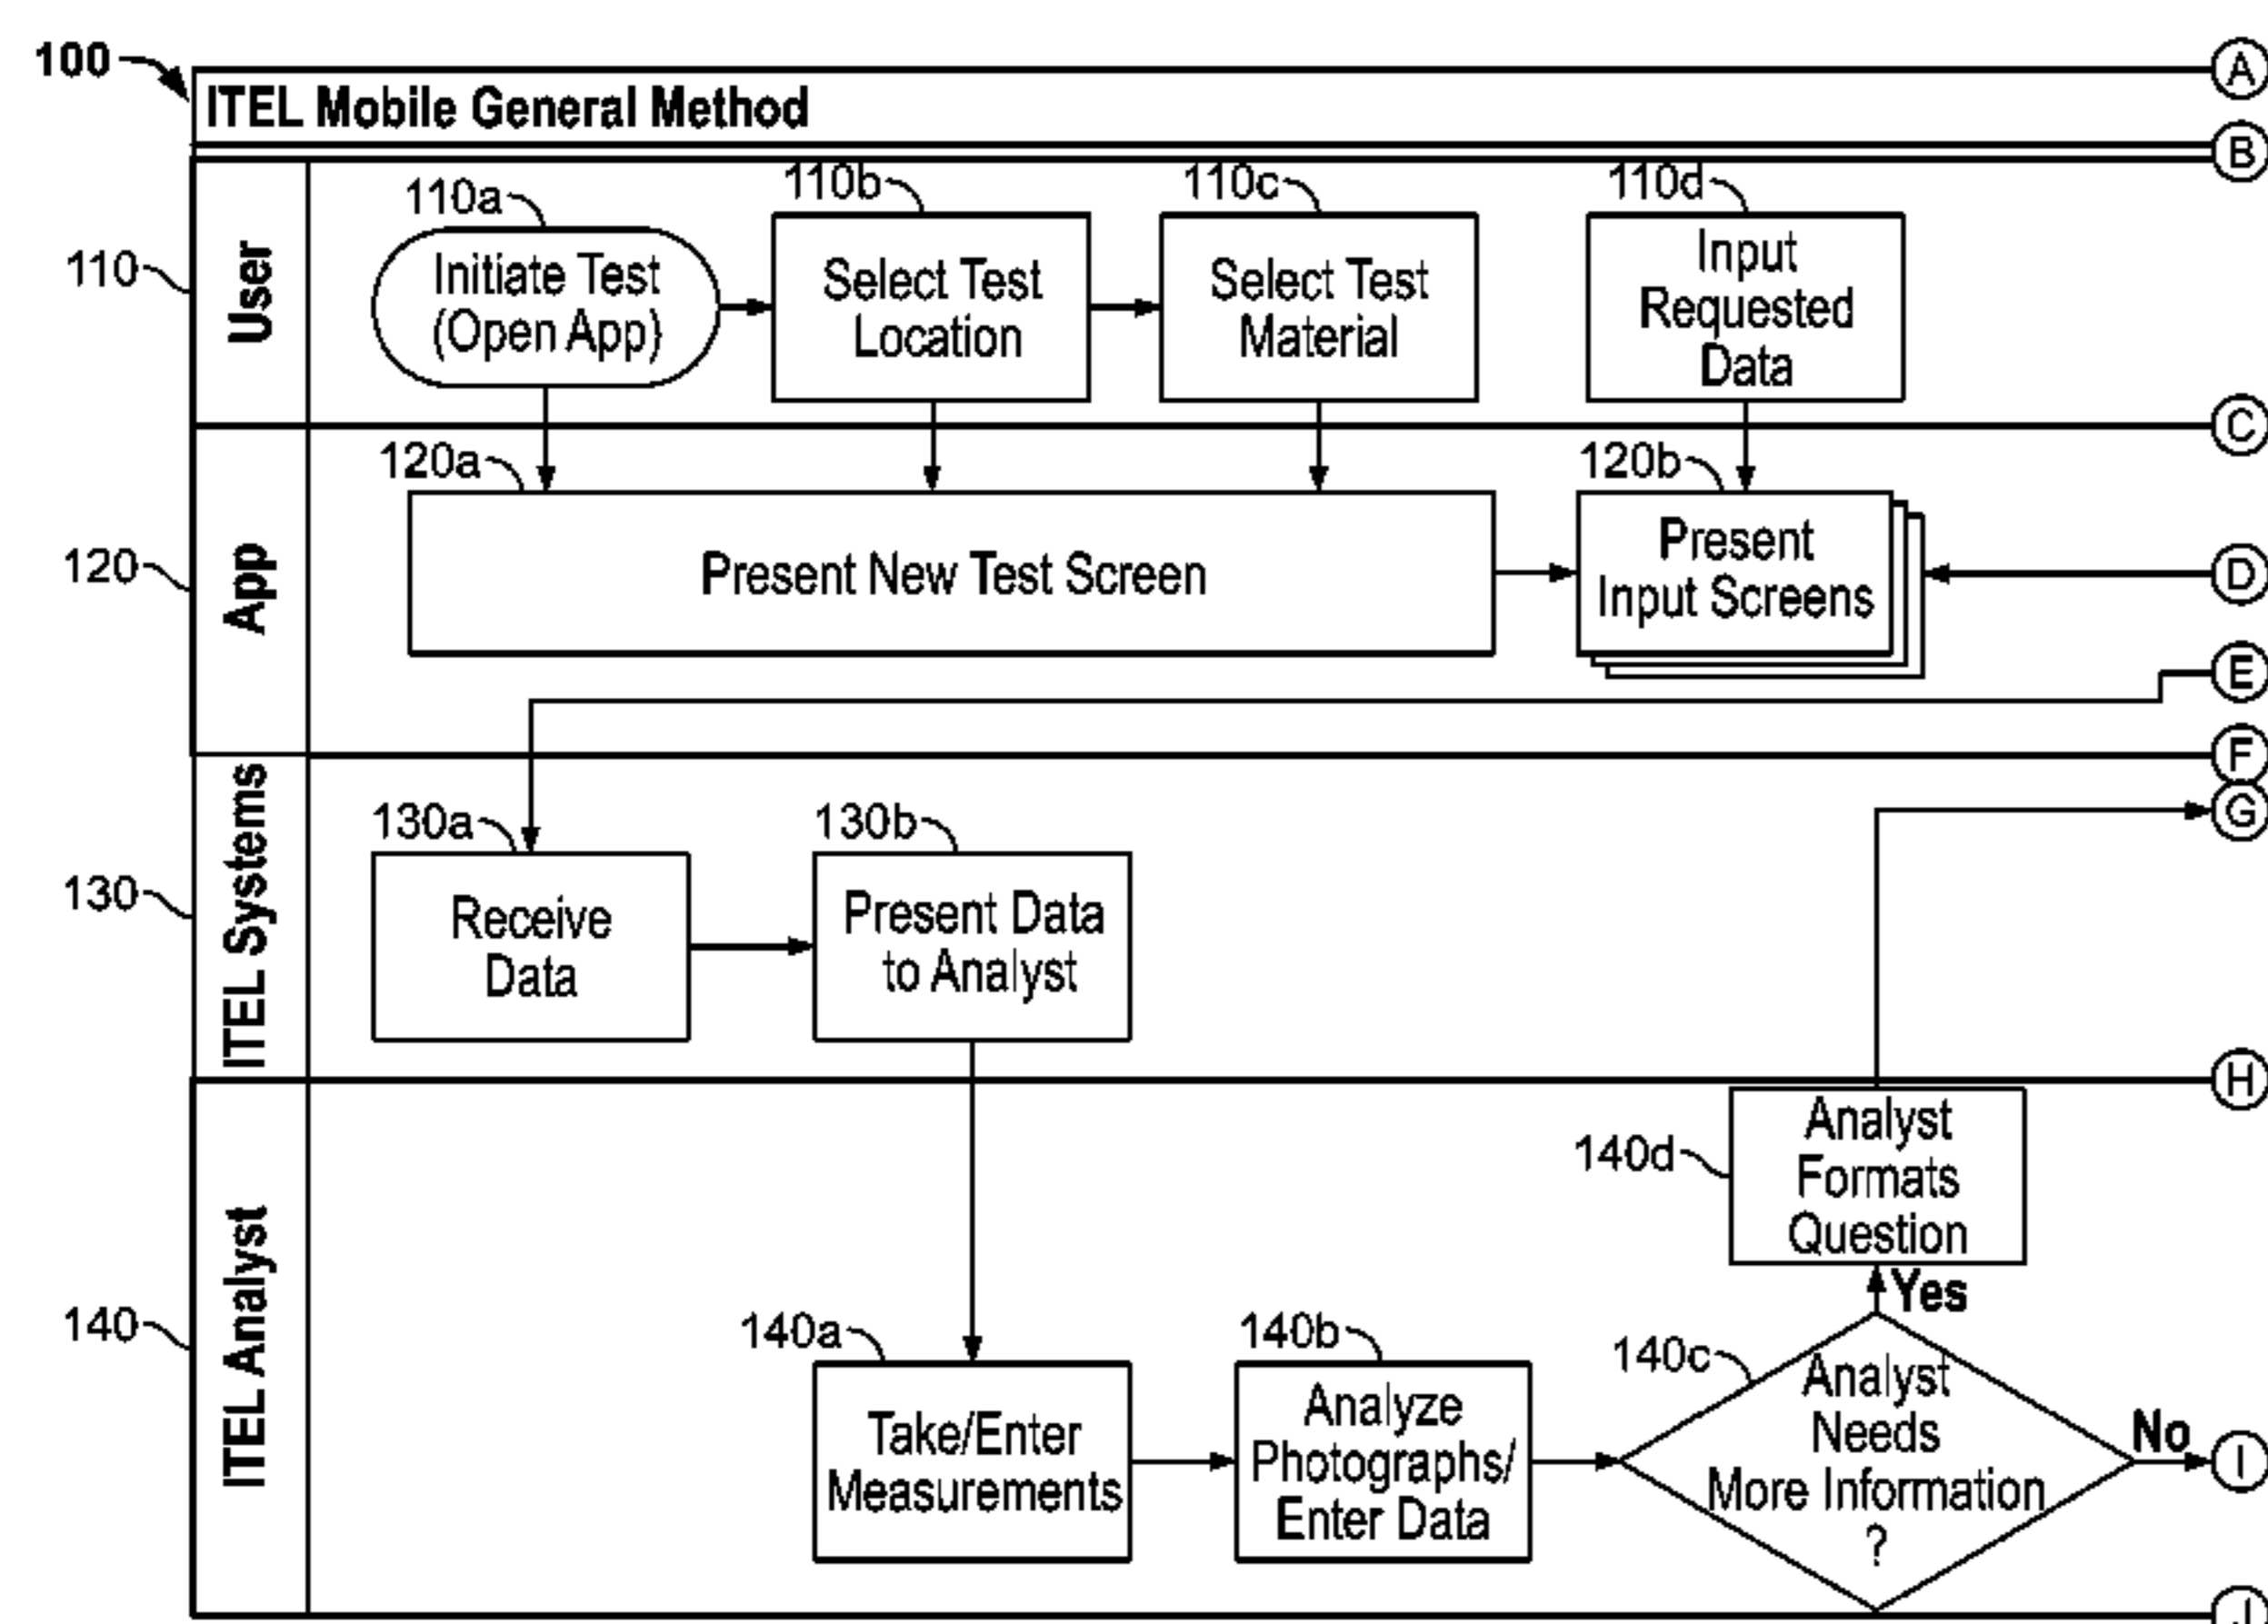 100
A
ITEL Mobile General Method
B
110
User
110a
Initiate Test
(Open App)
110b
Select Test
Location
110c
Select Test
Material
110d
Input
Requested
Data
C
120
App
120a
Present New Test Screen
120b
Present
Input Screens
D
E
F
130
ITEL Systems
130a
Receive
Data
130b
Present Data
to Analyst
G
H
140
ITEL Analyst
140a
Take/Enter
Measurements
140b
Analyze
Photographs/
Enter Data
140c
Analyst
Needs
More Information
?
Yes
140d
Analyst
Formats
Question
No
I
J